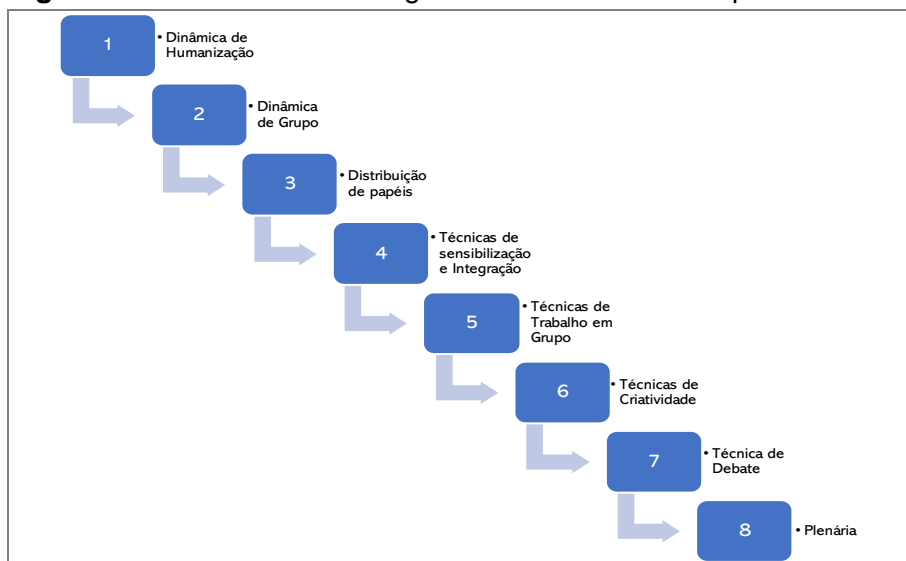 1
• Dinâmica de
Humanização
2
• Dinâmica
de Grupo
3
• Distribuição
de papéis
4
• Técnicas de
sensibilização
e Integração
5
• Técnicas de
Trabalho em
Grupo
6
• Técnicas de
Criatividade
7
• Técnica de
Debate
8
• Plenária